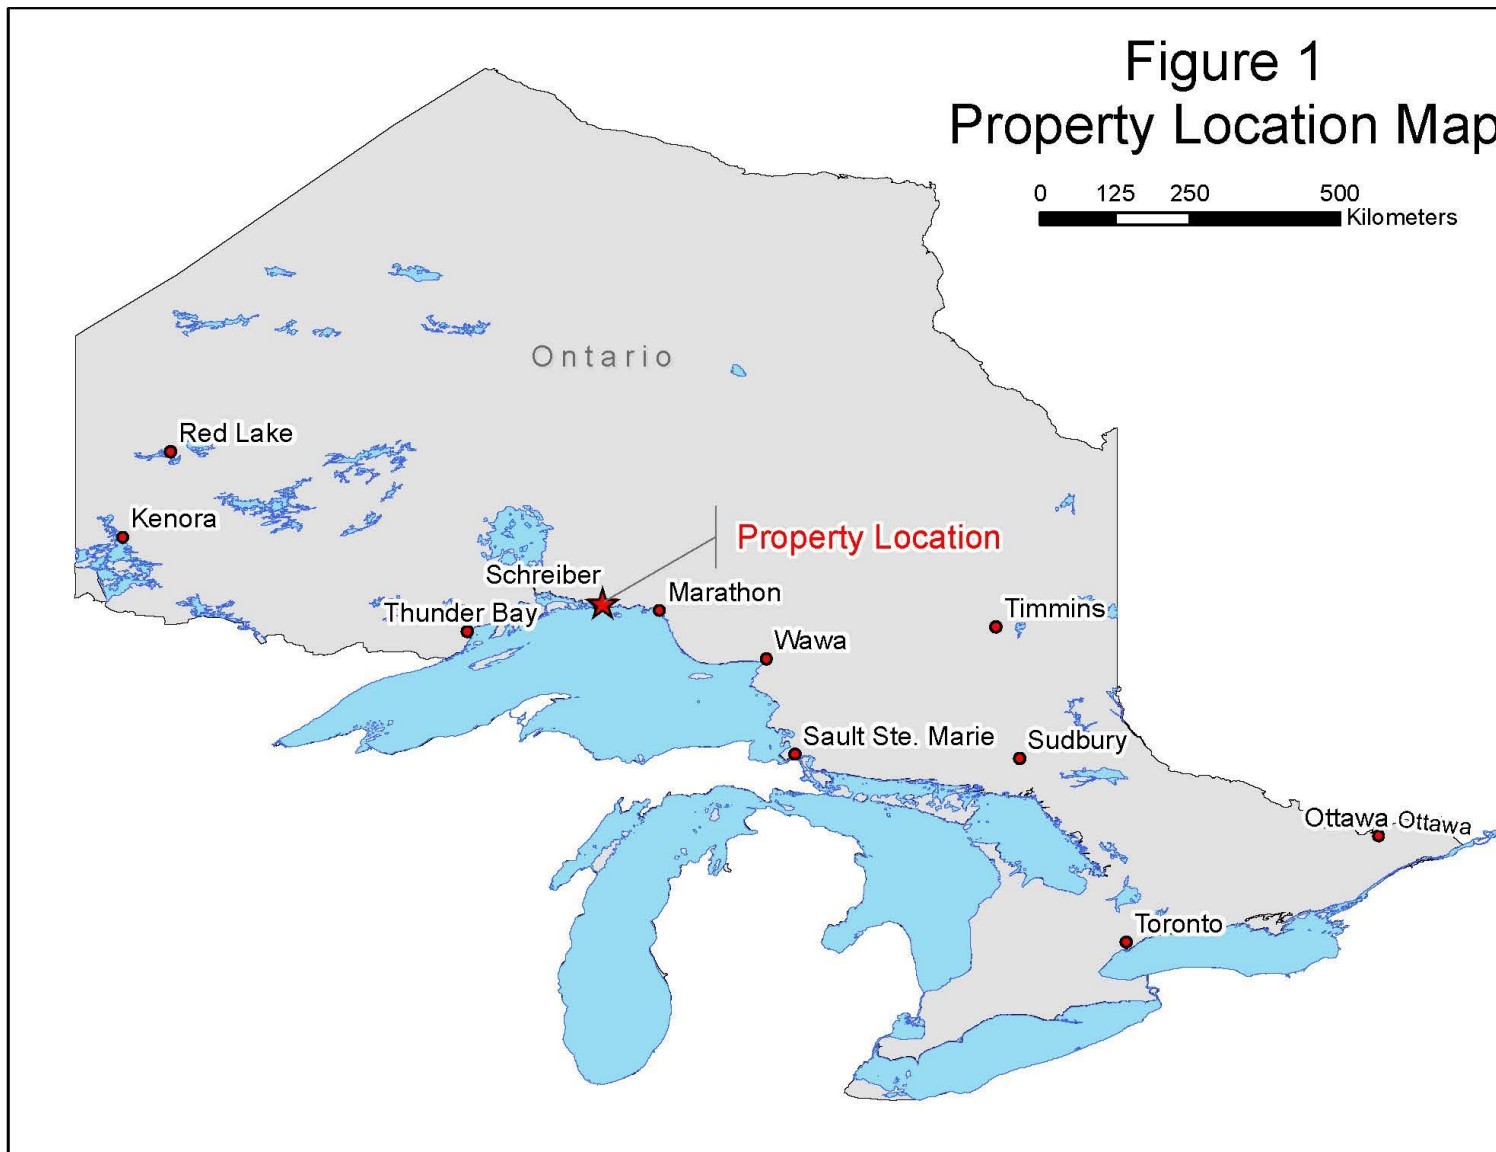 Figure 1
Property Location Map
0 125 250 500
Kilometers
Ontario
Red Lake
Kenora
Property Location
Schreiber
Marathon
Thunder Bay
Timmins
Wawa
Sault Ste. Marie
Sudbury
Ottawa Ottawa
Toronto